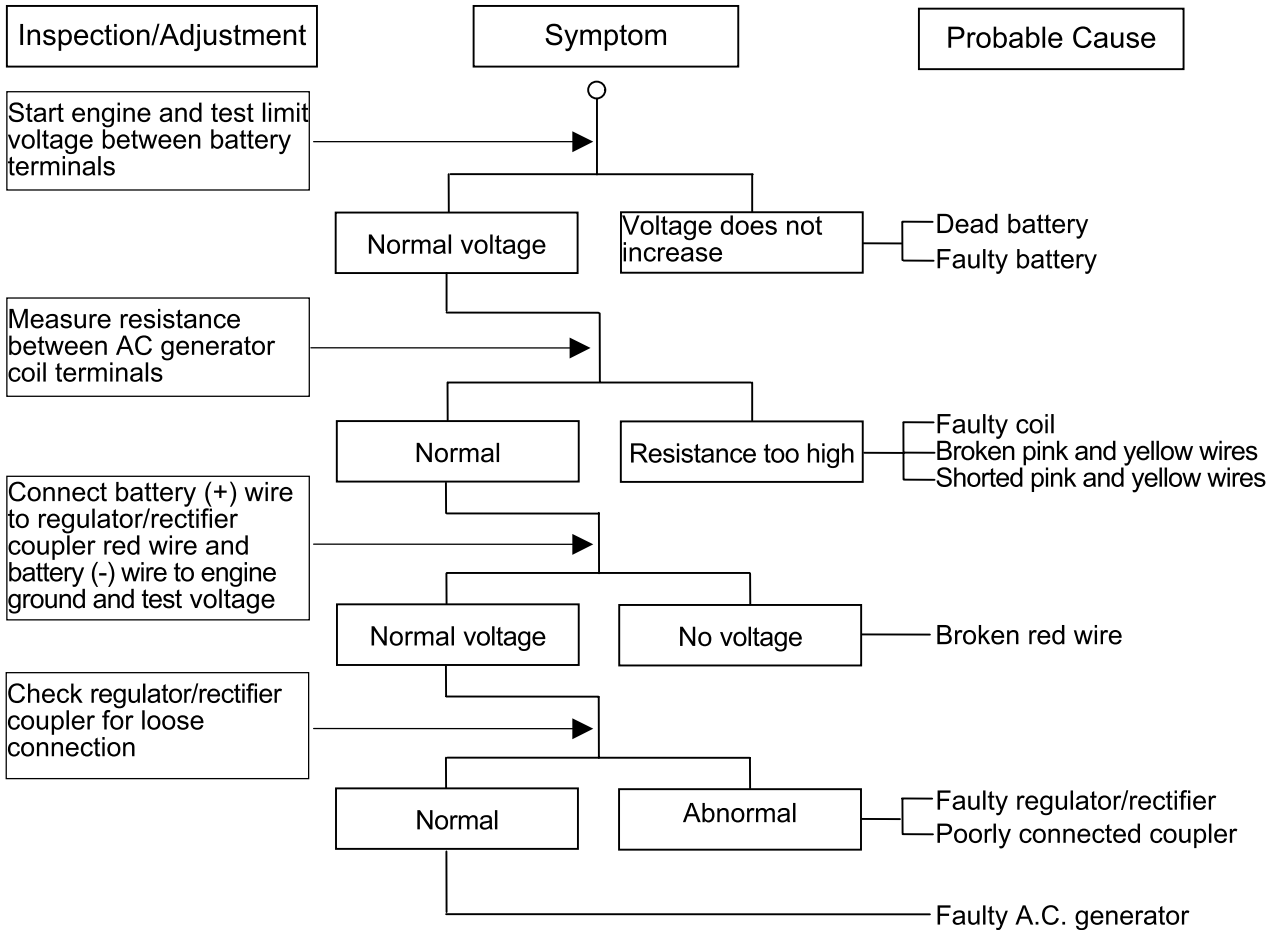 Inspection/Adjustment
Symptom
Probable Cause
Start engine and test limit
voltage between battery
terminals
Normal voltage
Voltage does not
increase
Dead battery
Faulty battery
Measure resistance
between AC generator
coil terminals
Normal
Resistance too high
Faulty coil
Broken pink and yellow wires
Shorted pink and yellow wires
Connect battery (+) wire
to regulator/rectifier
coupler red wire and
battery (-) wire to engine
ground and test voltage
Normal voltage
No voltage
Broken red wire
Check regulator/rectifier
coupler for loose
connection
Normal
Abnormal
Faulty regulator/rectifier
Poorly connected coupler
Faulty A.C. generator